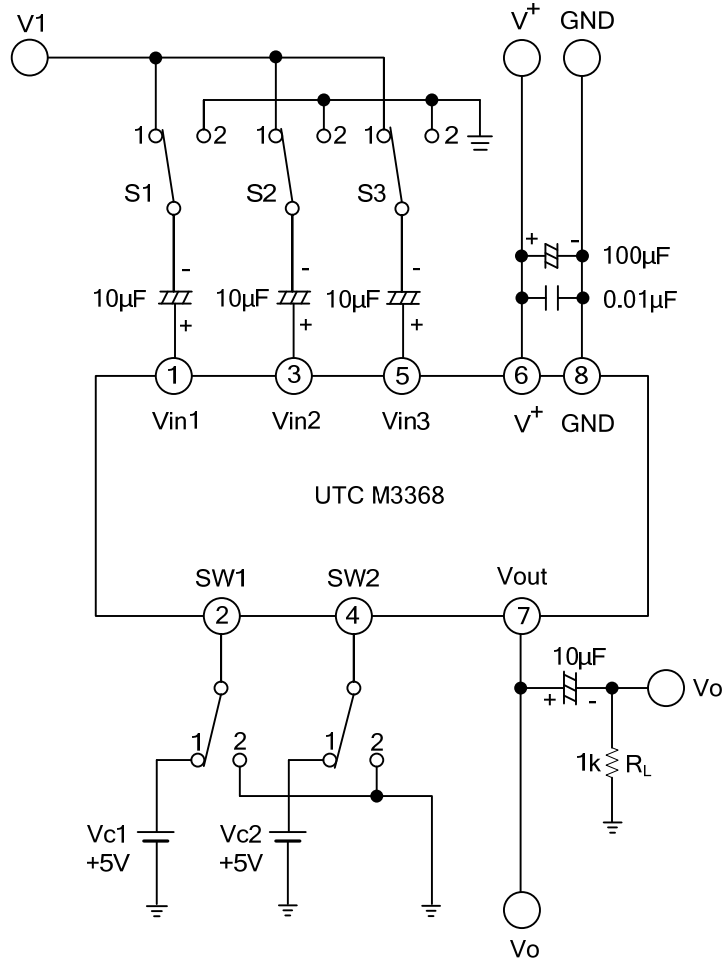 V1
V+ GND
1 2 1 2 1 2
S1 S2 S3
- - -
+ -
100µF
10µF 10µF 10µF
0.01µF
+ + +
1 3 5 6 8
Vin1 Vin2 Vin3 V+ GND
UTC M3368
SW1 SW2 Vout
2 4 7
10µF
+ -
Vo
1 2 1 2
1k RL
Vc1 Vc2
+5V +5V
Vo